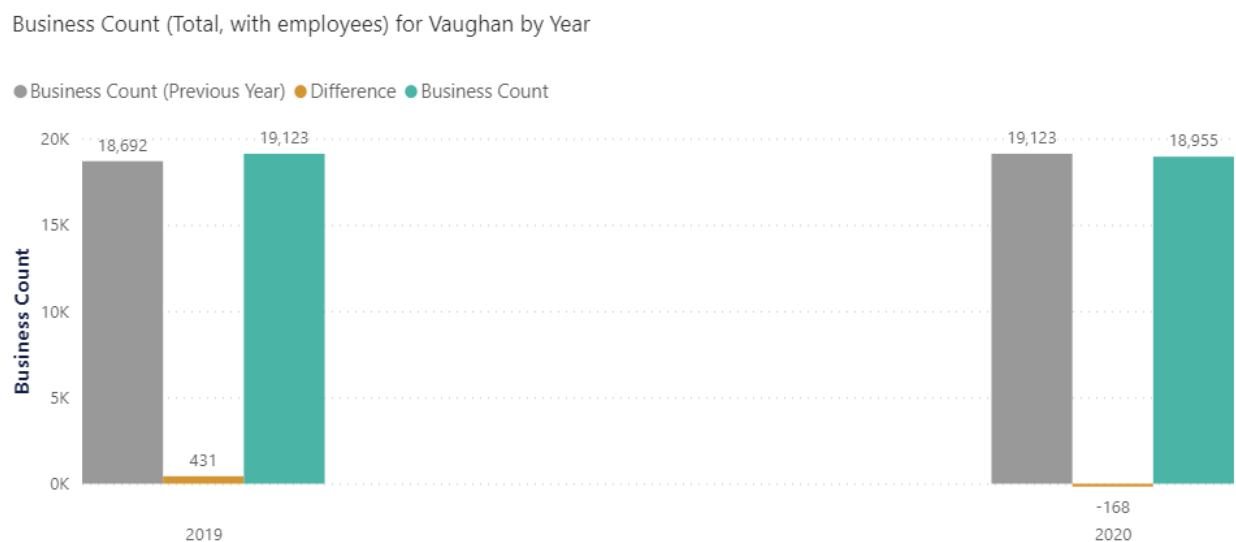 Business Count (Total, with employees) for Vaughan by Year
Business Count (Previous Year) Difference Business Count
20K
18,692
19,123
19,123
18,955
15K
10K
5K
0K
431
-168
Business Count
2019
2020